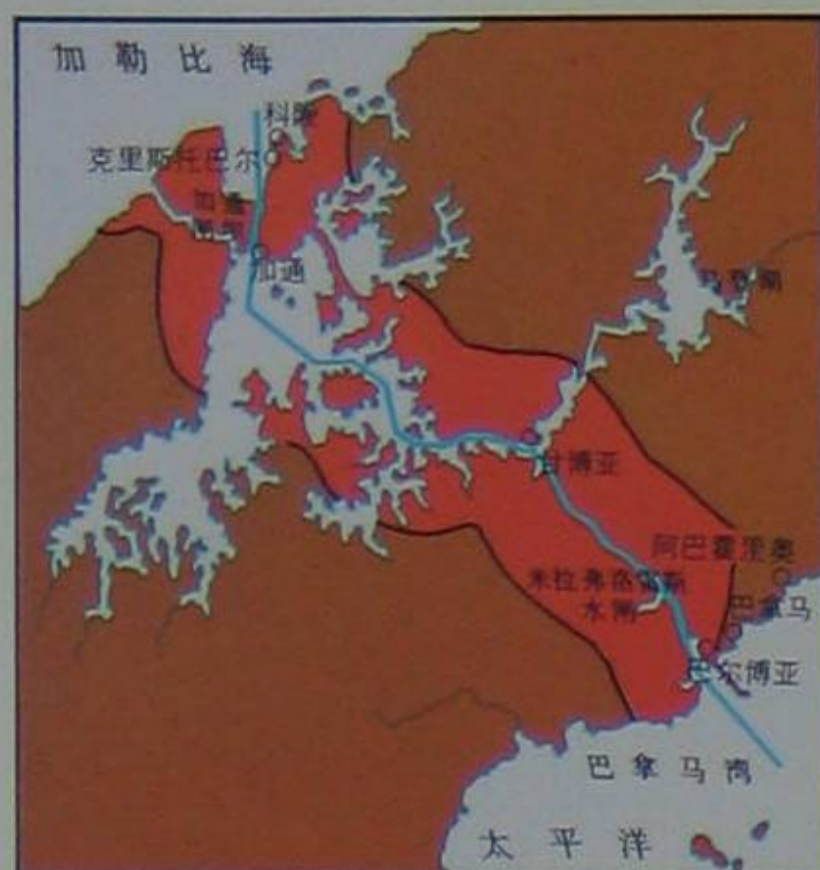 加勒比海
科隆
克里斯托巴尔
加通
甘博亚
阿巴霍里奥
米拉弗洛雷斯
水闸
巴拿马
巴尔博亚
巴拿马湾
太平洋